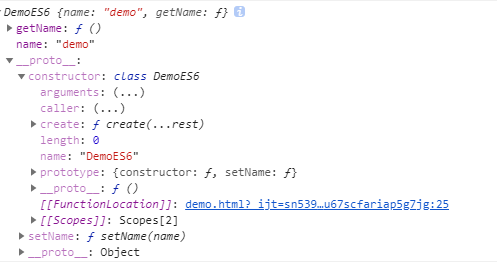 DemoES6 {name: "demo", getName: ƒ} i
getName: ƒ ()
name: "demo"
__proto__:
constructor: class DemoES6
arguments: (...)
caller: (...)
create: ƒ create(...rest)
length: 0
name: "DemoES6"
prototype: {constructor: ƒ, setName: ƒ}
__proto__: ƒ ()
[[FunctionLocation]]: demo.html?_ijt=sn539…u67scfariap5g7jg:25
[[Scopes]]: Scopes[2]
setName: ƒ setName(name)
__proto__: Object